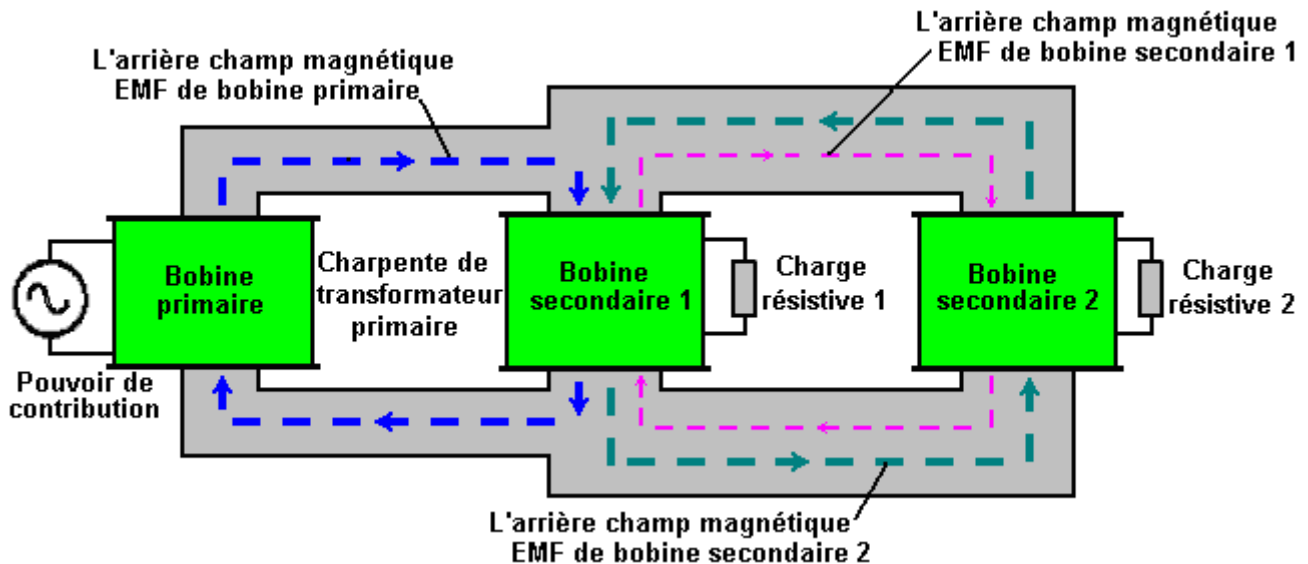 L'arrière champ magnétique
EMF de bobine primaire
L'arrière champ magnétique
EMF de bobine secondaire 1
Bobine
primaire
Charpente de
transformateur
primaire
Bobine
secondaire 1
Charge
résistive 1
Bobine
secondaire 2
Charge
résistive 2
Pouvoir de
contribution
L'arrière champ magnétique
EMF de bobine secondaire 2